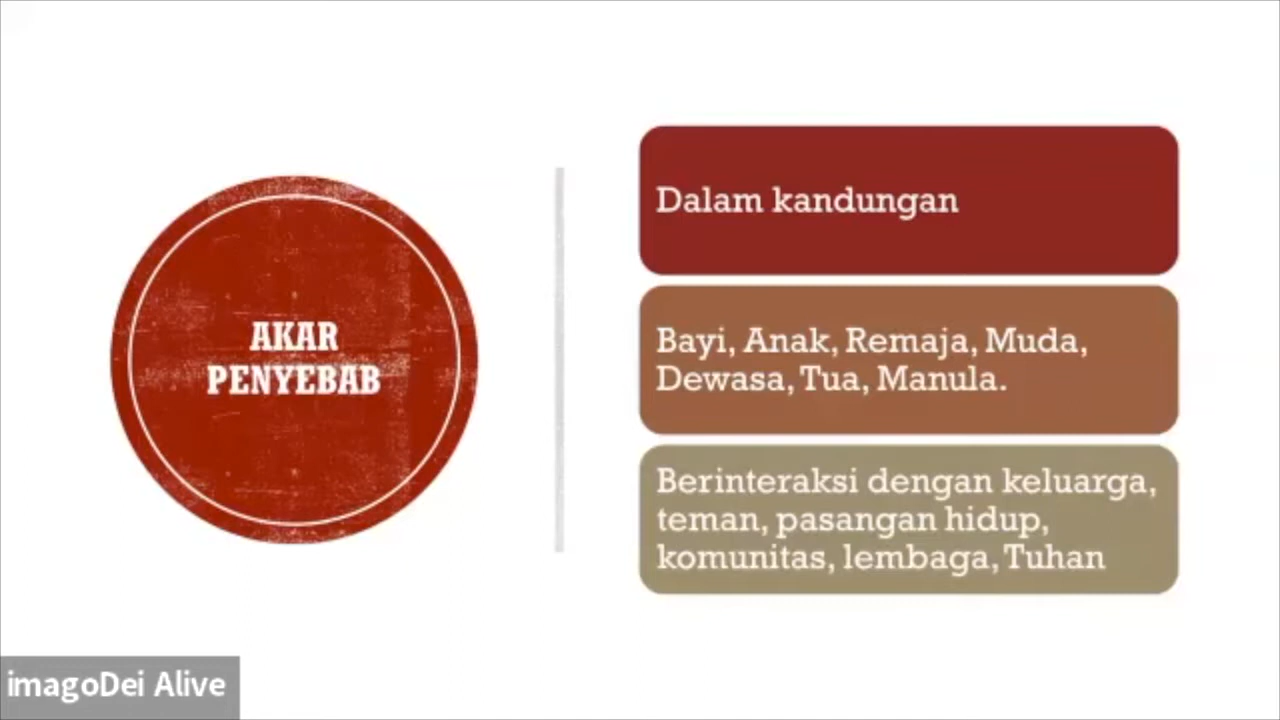 AKAR
PENYEBAB
Dalam kandungan
Bayi, Anak, Remaja, Muda,
Dewasa, Tua, Manula.
Berinteraksi dengan keluarga,
teman, pasangan hidup,
komunitas, lembaga, Tuhan
imagoDei Alive